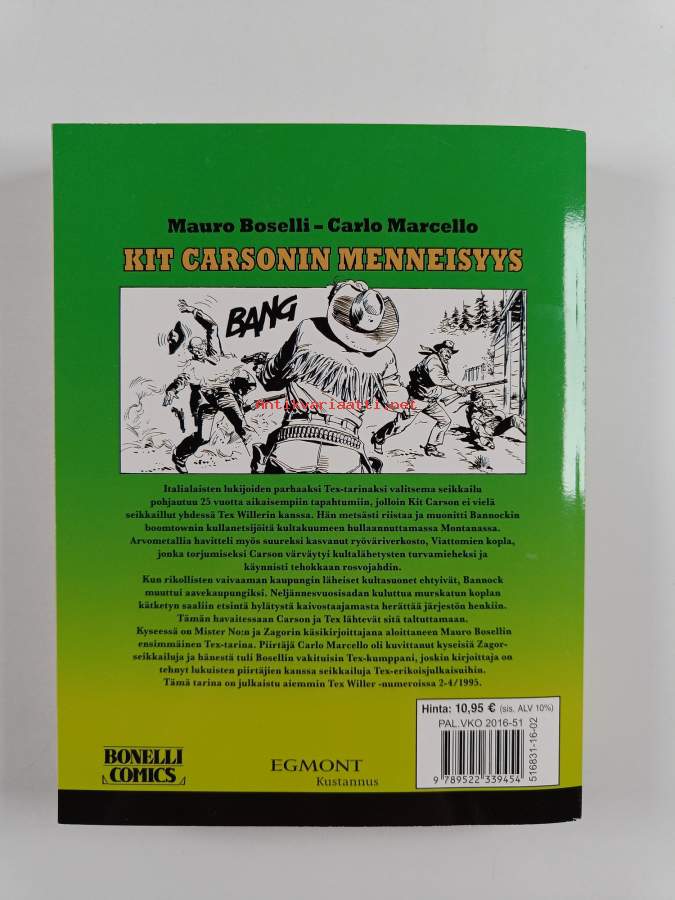 Mauro Boselli – Carlo Marcello
KIT CARSONIN MENNEISYYS
BANG
Antikvariaatti.net
Italialaisten lukijoiden parhaaksi Tex-tarinaksi valitsema seikkailu
pohjautuu 25 vuotta aikaisempiin tapahtumiin, jolloin Kit Carson ei vielä
seikkaillut yhdessä Tex Willerin kanssa. Hän metsästi riistaa ja muonitti Bannockin
boomtownin kullanetsijöitä kultakuumeen hullaannuttamassa Montanassa.
Arvometallia havitteli myös suureksi kasvanut ryöväriverkosto, Viattomien kopla,
jonka torjumiseksi Carson värväytyi kultalähetysten turvamieheksi ja
käynnisti tehokkaan rosvojahdin.
Kun rikollisten vaivaaman kaupungin läheiset kultasuonet ehtyivät, Bannock
muuttui aavekaupungiksi. Neljännesvuosisadan kuluttua murskatun koplan
kätketyn saaliin etsintä hylätystä kaivostaajamasta herättää järjestön henkiin.
Tämän havaitessaan Carson ja Tex lähtevät sitä taltuttamaan.
Kyseessä on Mister No:n ja Zagorin käsikirjoittajana aloittaneen Mauro Bosellin
ensimmäinen Tex-tarina. Piirtäjä Carlo Marcello oli kuvittanut kyseisiä Zagor-
seikkailuja ja hänestä tuli Bosellin vakituisin Tex-kumppani, joskin kirjoittaja on
tehnyt lukuisten piirtäjien kanssa seikkailuja Tex-erikoisjulkaisuihin.
Tämä tarina on julkaistu aiemmin Tex Willer -numeroissa 2-4/1995.
Hinta: 10,95 € (sis. ALV 10%)
PAL.VKO 2016-51
9 789522 339454
516831-16-02
BONELLI
COMICS
EGMONT
Kustannus